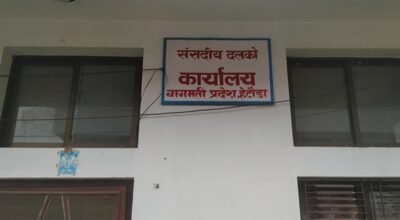 संसदीय दलको
कार्यालय
बागमती प्रदेश,हेटौडा